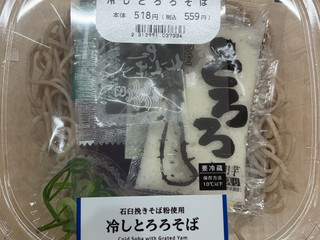 冷しとろろそば
本体 518円(税込 559円)
とろろ
要冷蔵
保存方法
10℃以下
石臼挽きそば粉使用
冷しとろろそば
Cold Soba with Grated Yam